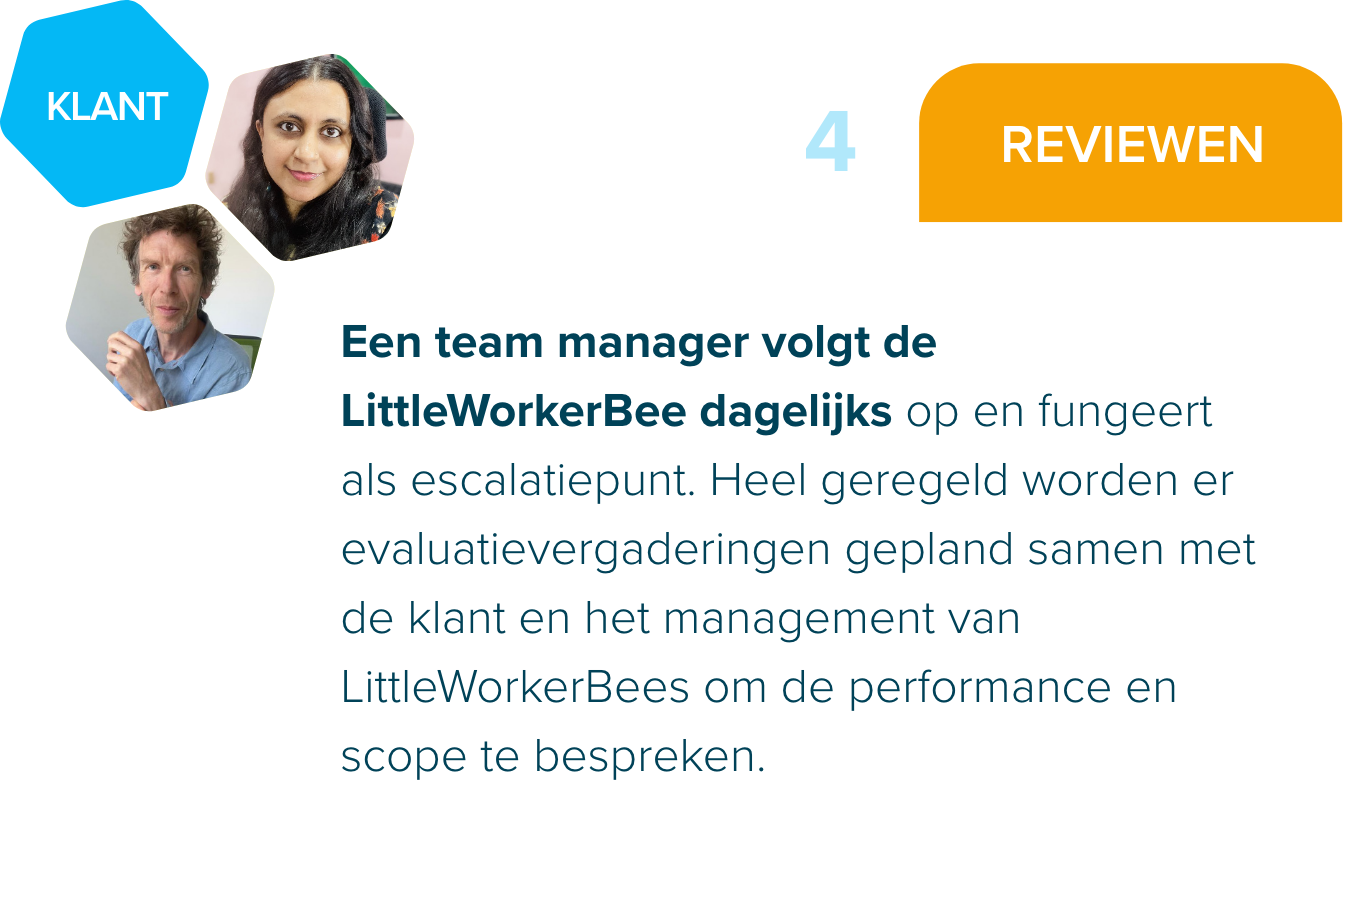 KLANT
4
REVIEWEN
Een team manager volgt de
LittleWorkerBee dagelijks op en fungeert
als escalatiepunt. Heel geregeld worden er
evaluatievergaderingen gepland samen met
de klant en het management van
LittleWorkerBees om de performance en
scope te bespreken.